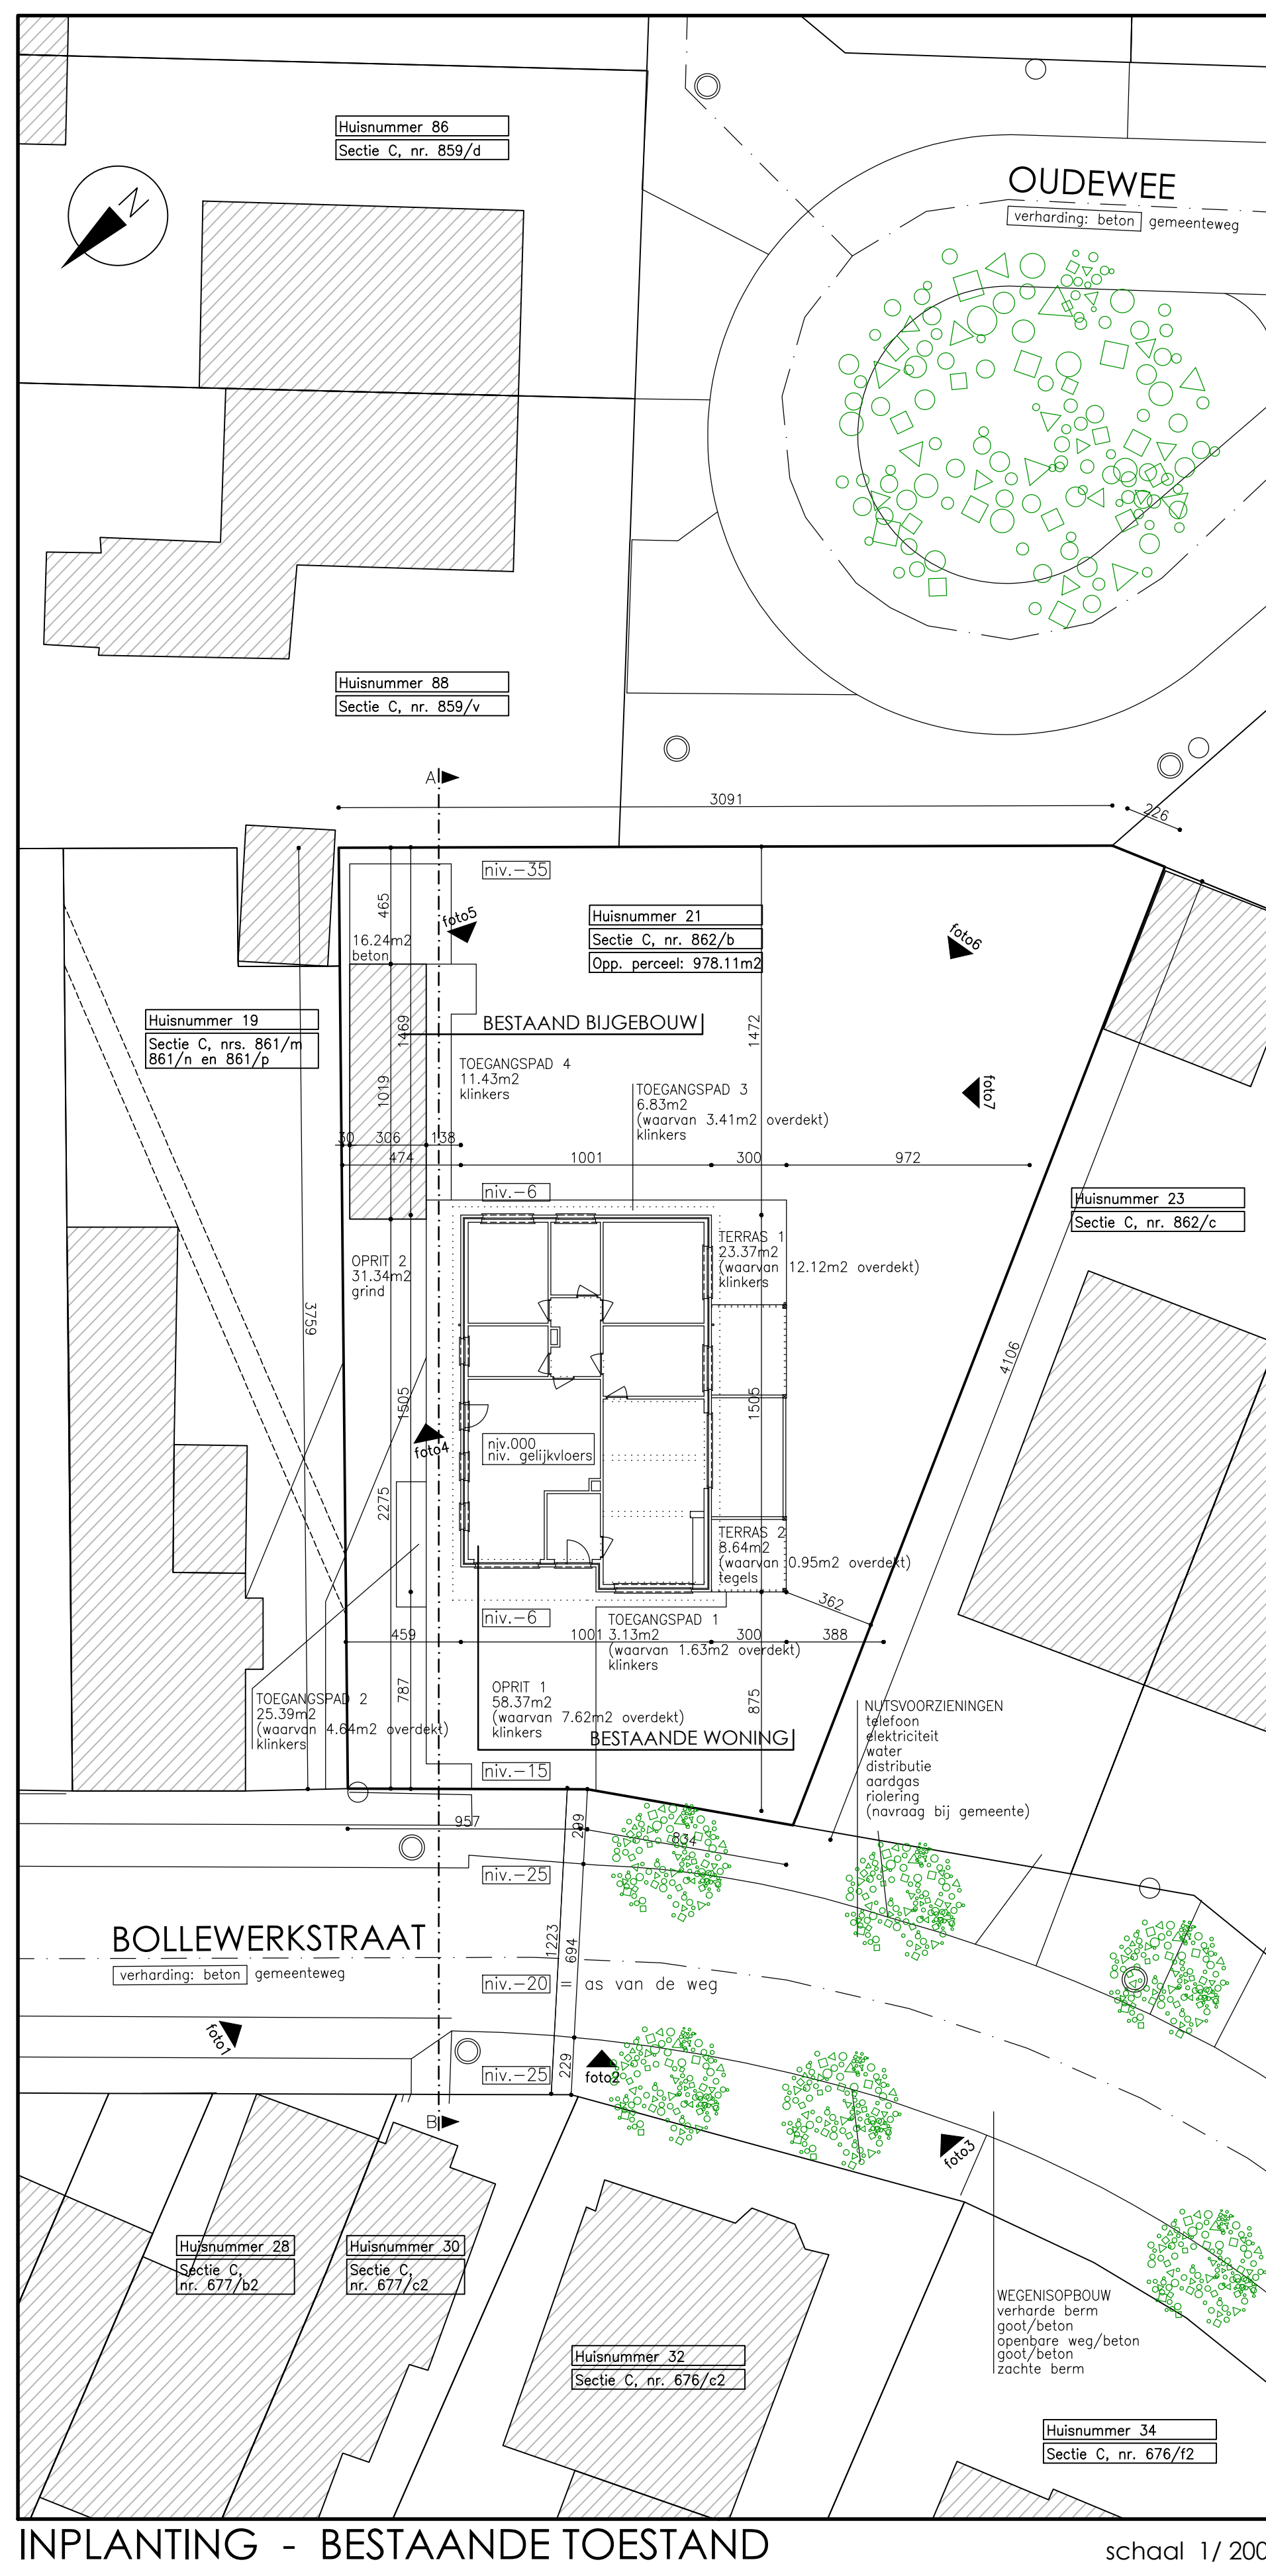 Huisnummer 86
Sectie C, nr. 859/d
N
OUDEWEE
verharding: beton gemeenteweg
Huisnummer 88
Sectie C, nr. 859/v
A
3091
226
niv.-35
465
foto5
16.24m2
beton
Huisnummer 21
Sectie C, nr. 862/b
Opp. perceel: 978.11m2
foto6
Huisnummer 19
Sectie C, nrs. 861/m
861/n en 861/p
1469
BESTAAND BIJGEBOUW
1472
TOEGANGSPAD 4
11.43m2
klinkers
1019
TOEGANGSPAD 3
6.83m2
(waarvan 3.41m2 overdekt)
klinkers
foto7
30
306
138
474
1001
300
972
niv.-6
Huisnummer 23
Sectie C, nr. 862/c
TERRAS 1
23.37m2
(waarvan 12.12m2 overdekt)
klinkers
OPRIT 2
31.34m2
grind
3759
4106
1505
1505
foto4
niv.000
niv. gelijkvloers
2275
TERRAS 2
8.64m2
(waarvan 0.95m2 overdekt)
tegels
362
niv.-6
TOEGANGSPAD 1
3.13m2
(waarvan 1.63m2 overdekt)
klinkers
459
1001
300
388
787
875
TOEGANGSPAD 2
25.39m2
(waarvan 4.64m2 overdekt)
klinkers
OPRIT 1
58.37m2
(waarvan 7.62m2 overdekt)
klinkers
BESTAANDE WONING
NUTSVOORZIENINGEN
telefoon
elektriciteit
water
distributie
aardgas
riolering
(navraag bij gemeente)
niv.-15
957
299
834
niv.-25
BOLLEWERKSTRAAT
verharding: beton gemeenteweg
1223
694
niv.-20 = as van de weg
foto1
niv.-25
229
foto2
B
foto3
Huisnummer 28
Sectie C,
nr. 677/b2
Huisnummer 30
Sectie C,
nr. 677/c2
WEGENISOPBOUW
verharde berm
goot/beton
openbare weg/beton
goot/beton
zachte berm
Huisnummer 32
Sectie C, nr. 676/c2
Huisnummer 34
Sectie C, nr. 676/f2
INPLANTING - BESTAANDE TOESTAND
schaal 1/200